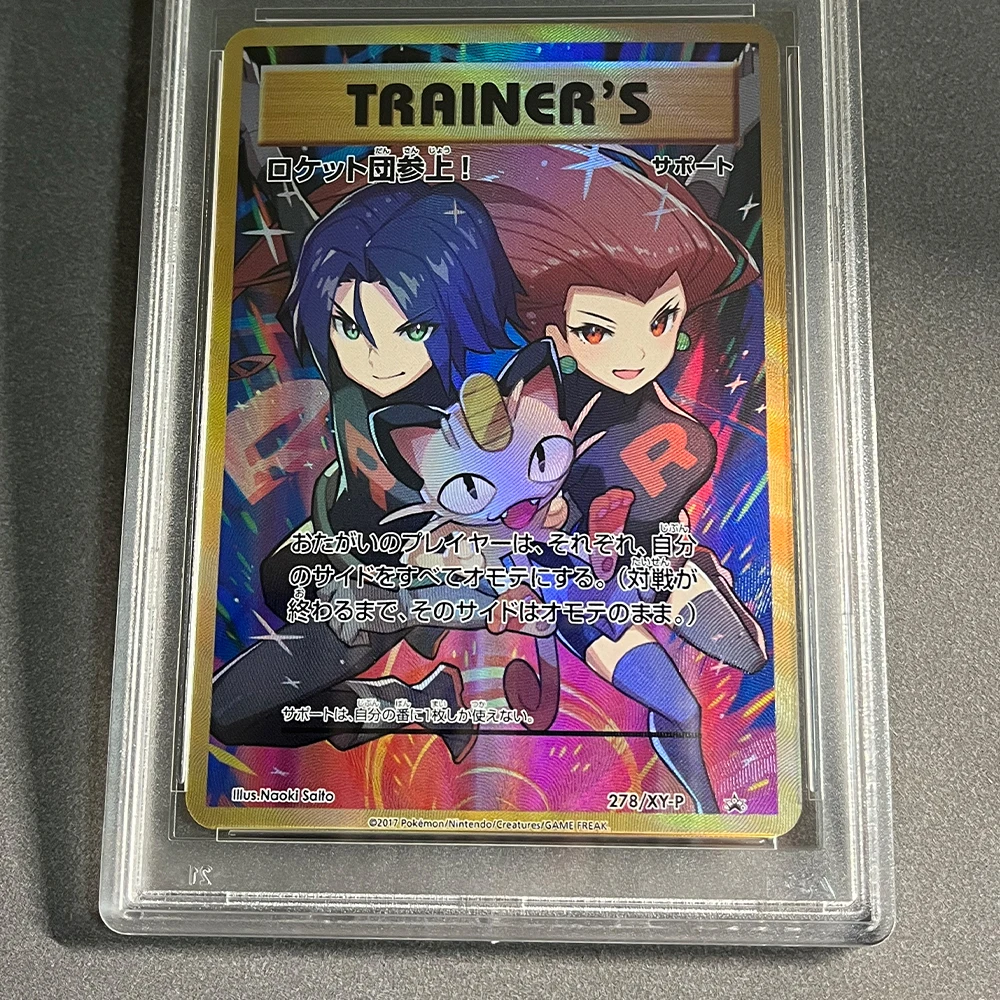 TRAINER'S
ロケット団参上!
サポート
R
R
おたがいのプレイヤーは、それぞれ、自分
のサイドをすべてオモテにする。(対戦が
終わるまで、そのサイドはオモテのまま。)
サポートは、自分の番に1枚しか使えない。
Illus.Naoki Saito
278/XY-P
©2017 Pokémon/Nintendo/Creatures/GAME FREAK